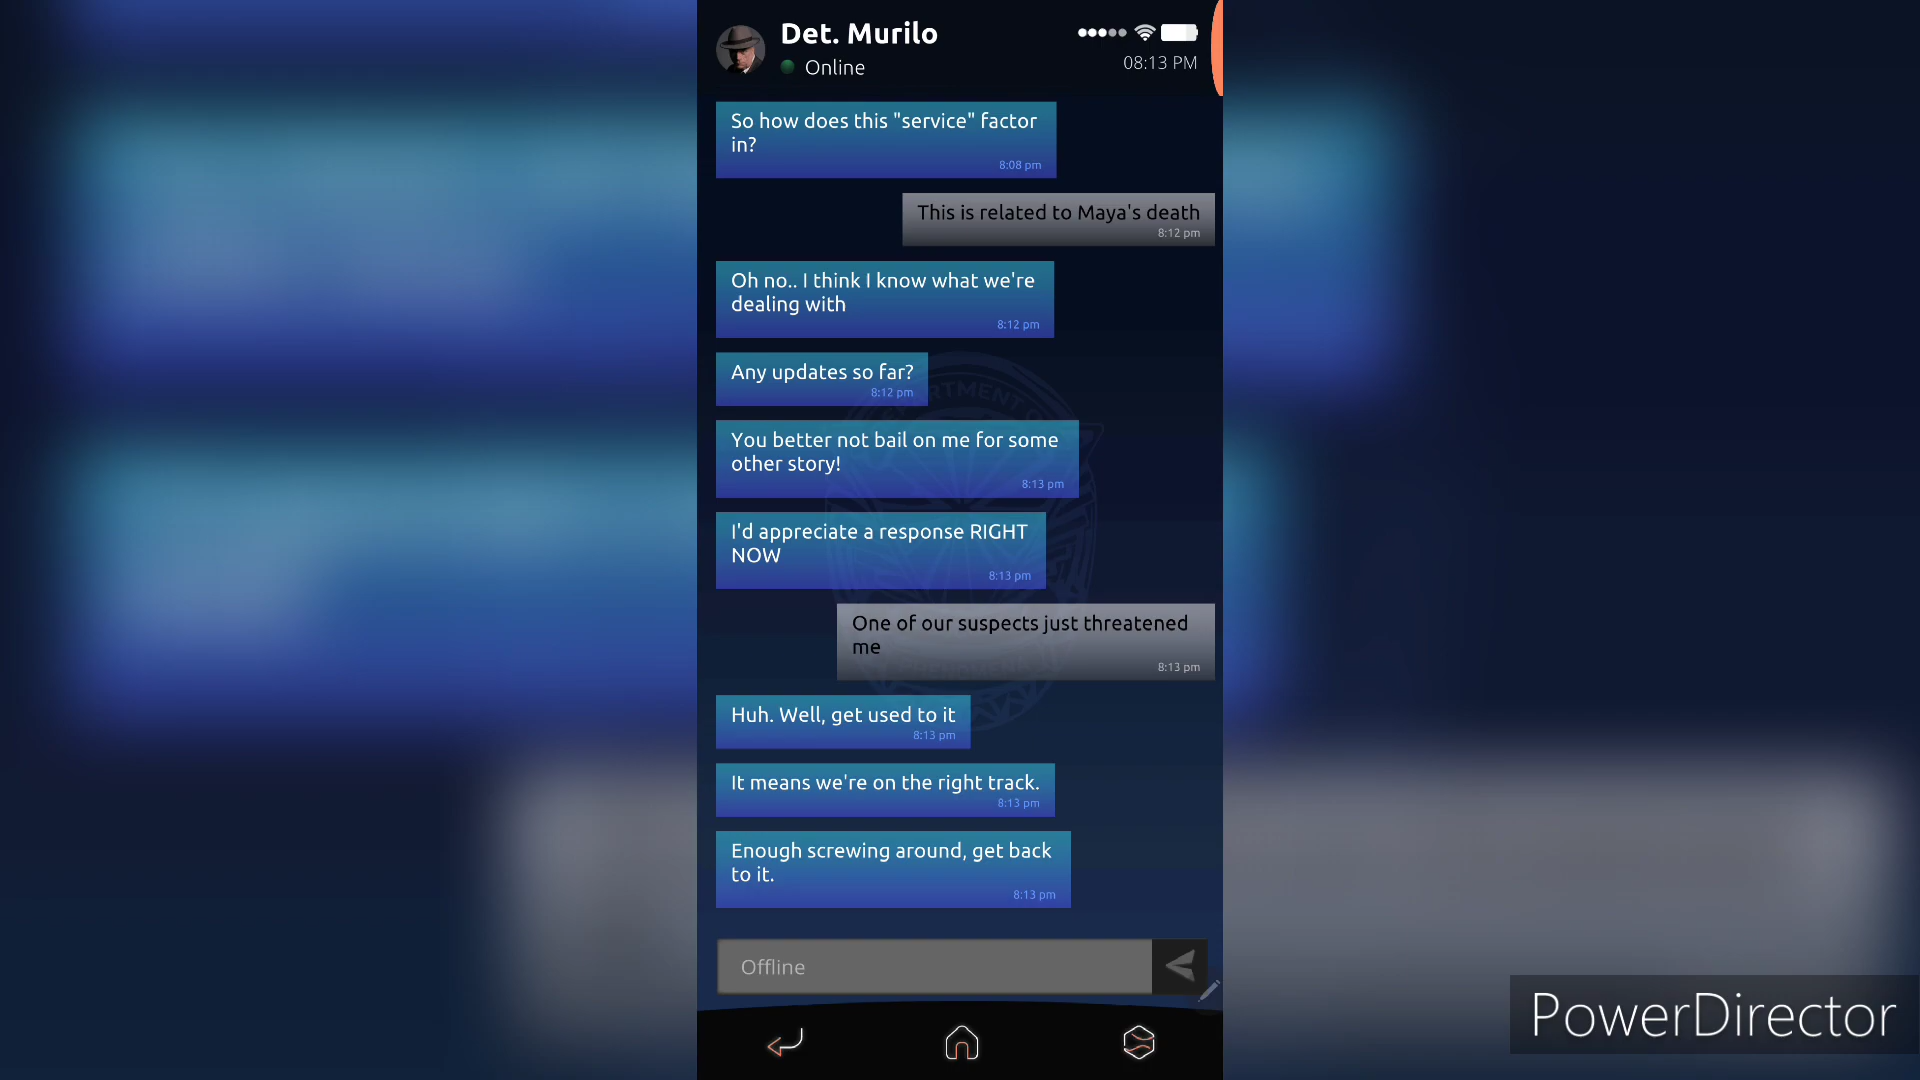 Det. Murilo
Online
08:13 PM
So how does this "service" factor
in?
8:08 pm
This is related to Maya's death
8:12 pm
Oh no.. I think I know what we're
dealing with
8:12 pm
Any updates so far?
8:12 pm
You better not bail on me for some
other story!
8:13 pm
I'd appreciate a response RIGHT
NOW
8:13 pm
One of our suspects just threatened
me
8:13 pm
PHENOMENA
Huh. Well, get used to it
8:13 pm
It means we're on the right track.
8:13 pm
Enough screwing around, get back
to it.
8:13 pm
Offline
PowerDirector